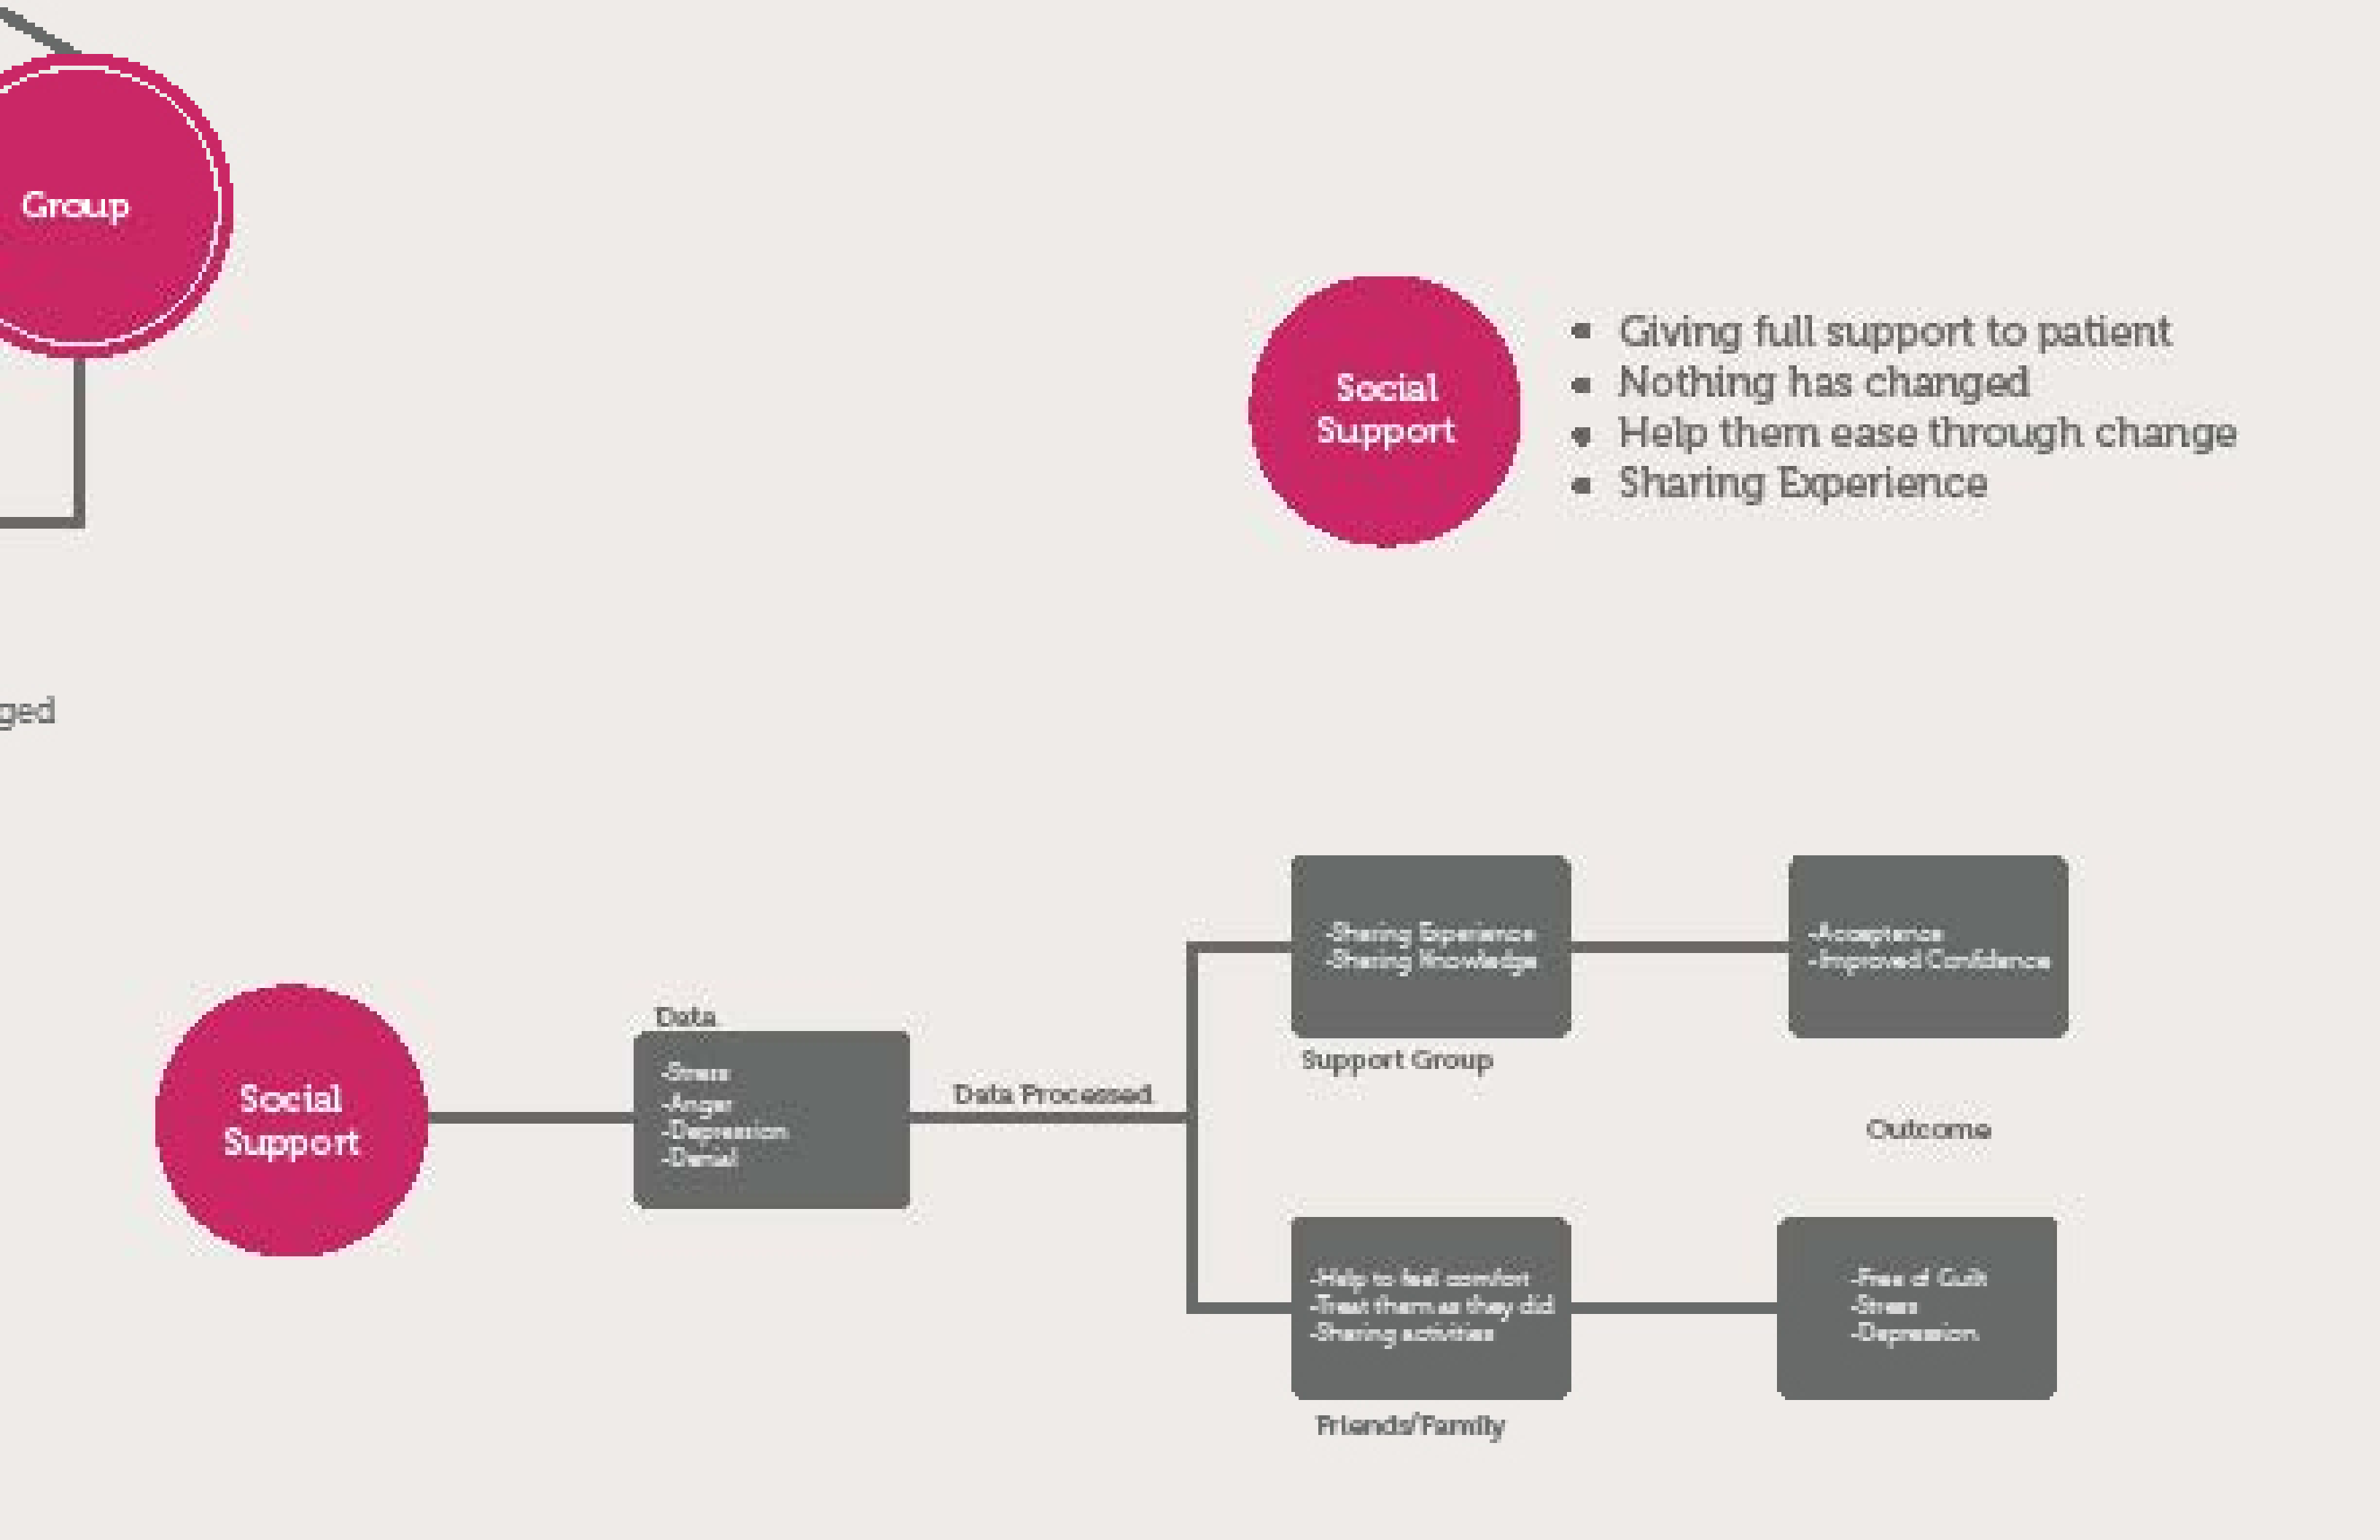 Group
Social
Support
• Giving full support to patient
• Nothing has changed
• Help them ease through change
• Sharing Experience
ged
Social
Support
Data
-Stress
-Anger
-Depression
-Denial
Data Processed
-Sharing Experience
-Sharing Knowledge
Support Group
-Acceptence
-Improved Confidence
Outcome
-Help to feel comfort
-Treat them as they did
-Sharing activities
Friends/Family
-Free of Guilt
-Stress
-Depression